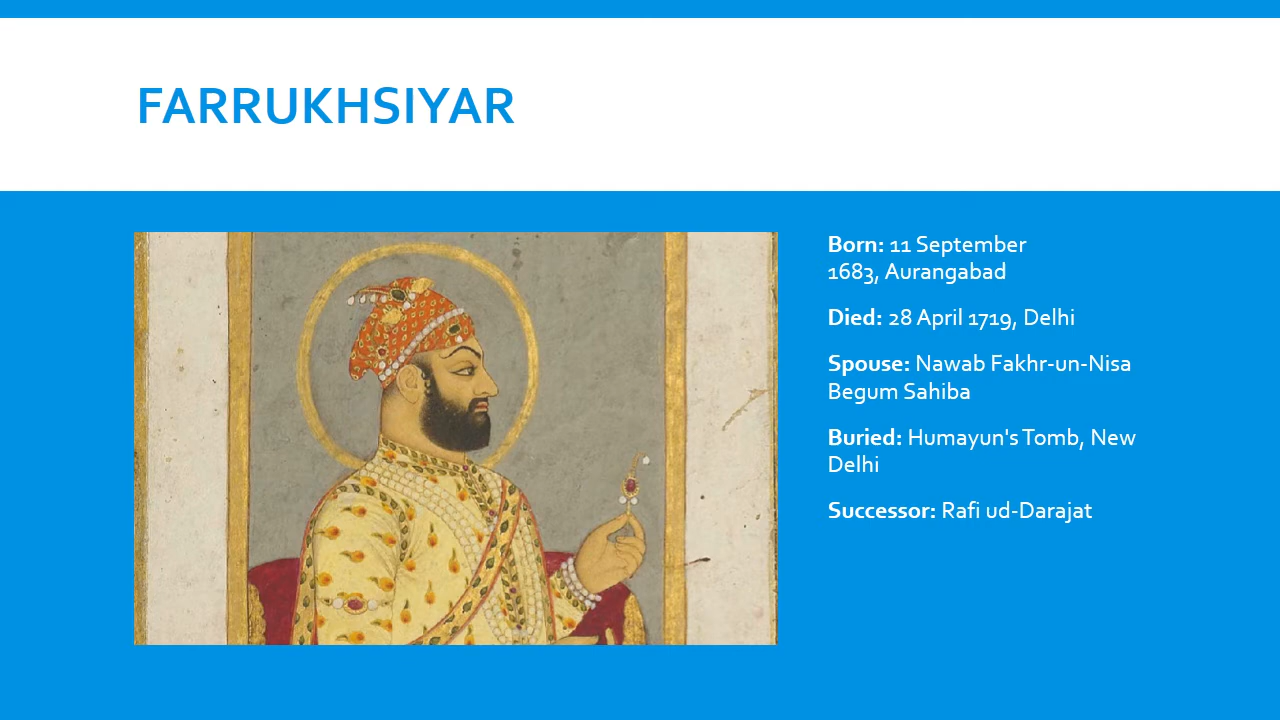 FARRUKHSIYAR
Born: 11 September
1683, Aurangabad
Died: 28 April 1719, Delhi
Spouse: Nawab Fakhr-un-Nisa
Begum Sahiba
Buried: Humayun's Tomb, New
Delhi
Successor: Rafi ud-Darajat